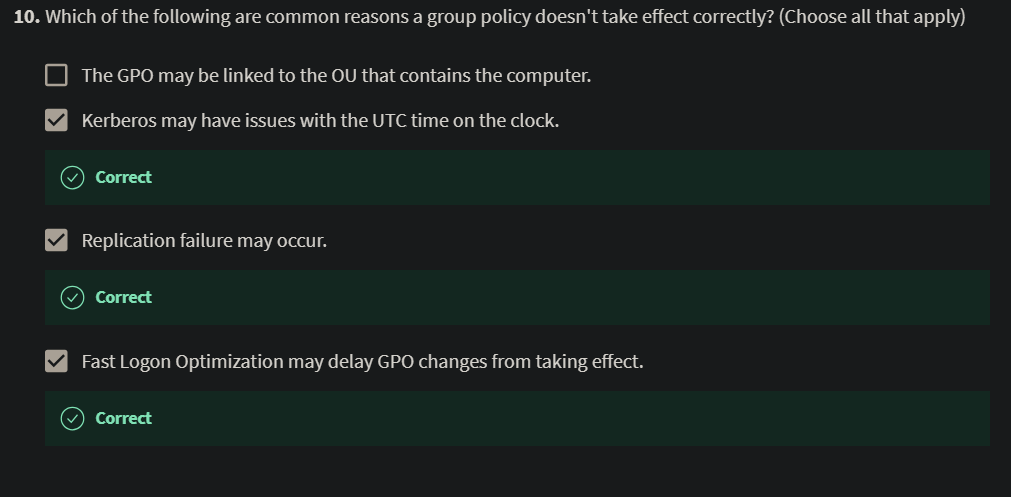 10. Which of the following are common reasons a group policy doesn't take effect correctly? (Choose all that apply)
The GPO may be linked to the OU that contains the computer.
Kerberos may have issues with the UTC time on the clock.
Correct
Replication failure may occur.
Correct
Fast Logon Optimization may delay GPO changes from taking effect.
Correct